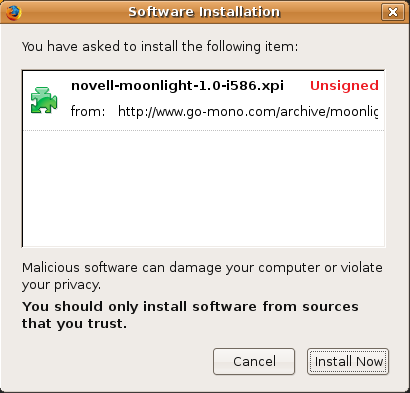 Software Installation
You have asked to install the following item:
novell-moonlight-1.0-i586.xpi Unsigned
from: http://www.go-mono.com/archive/moonlig
Malicious software can damage your computer or violate
your privacy.
You should only install software from sources
that you trust.
Cancel Install Now